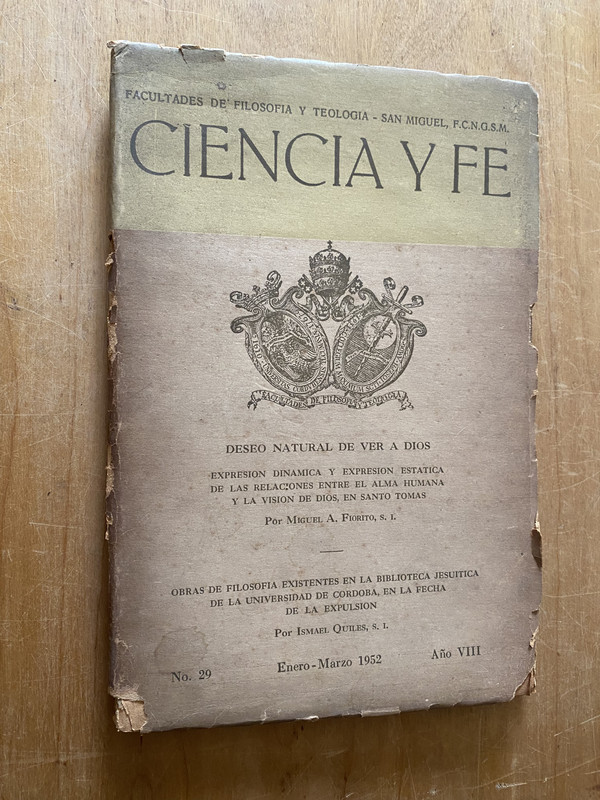 FACULTADES DE FILOSOFIA Y TEOLOGIA - SAN MIGUEL, F.C.N.G.S.M.
CIENCIA Y FE
FACULTADES DE FILOSOFIA Y TEOLOGIA
DESEO NATURAL DE VER A DIOS
EXPRESION DINAMICA Y EXPRESION ESTATICA
DE LAS RELACIONES ENTRE EL ALMA HUMANA
Y LA VISION DE DIOS, EN SANTO TOMAS
Por MIGUEL A. FIORITO, S. I.
OBRAS DE FILOSOFIA EXISTENTES EN LA BIBLIOTECA JESUITICA
DE LA UNIVERSIDAD DE CORDOBA, EN LA FECHA
DE LA EXPULSION
Por ISMAEL QUILES, S. I.
No. 29 Enero-Marzo 1952 Año VIII